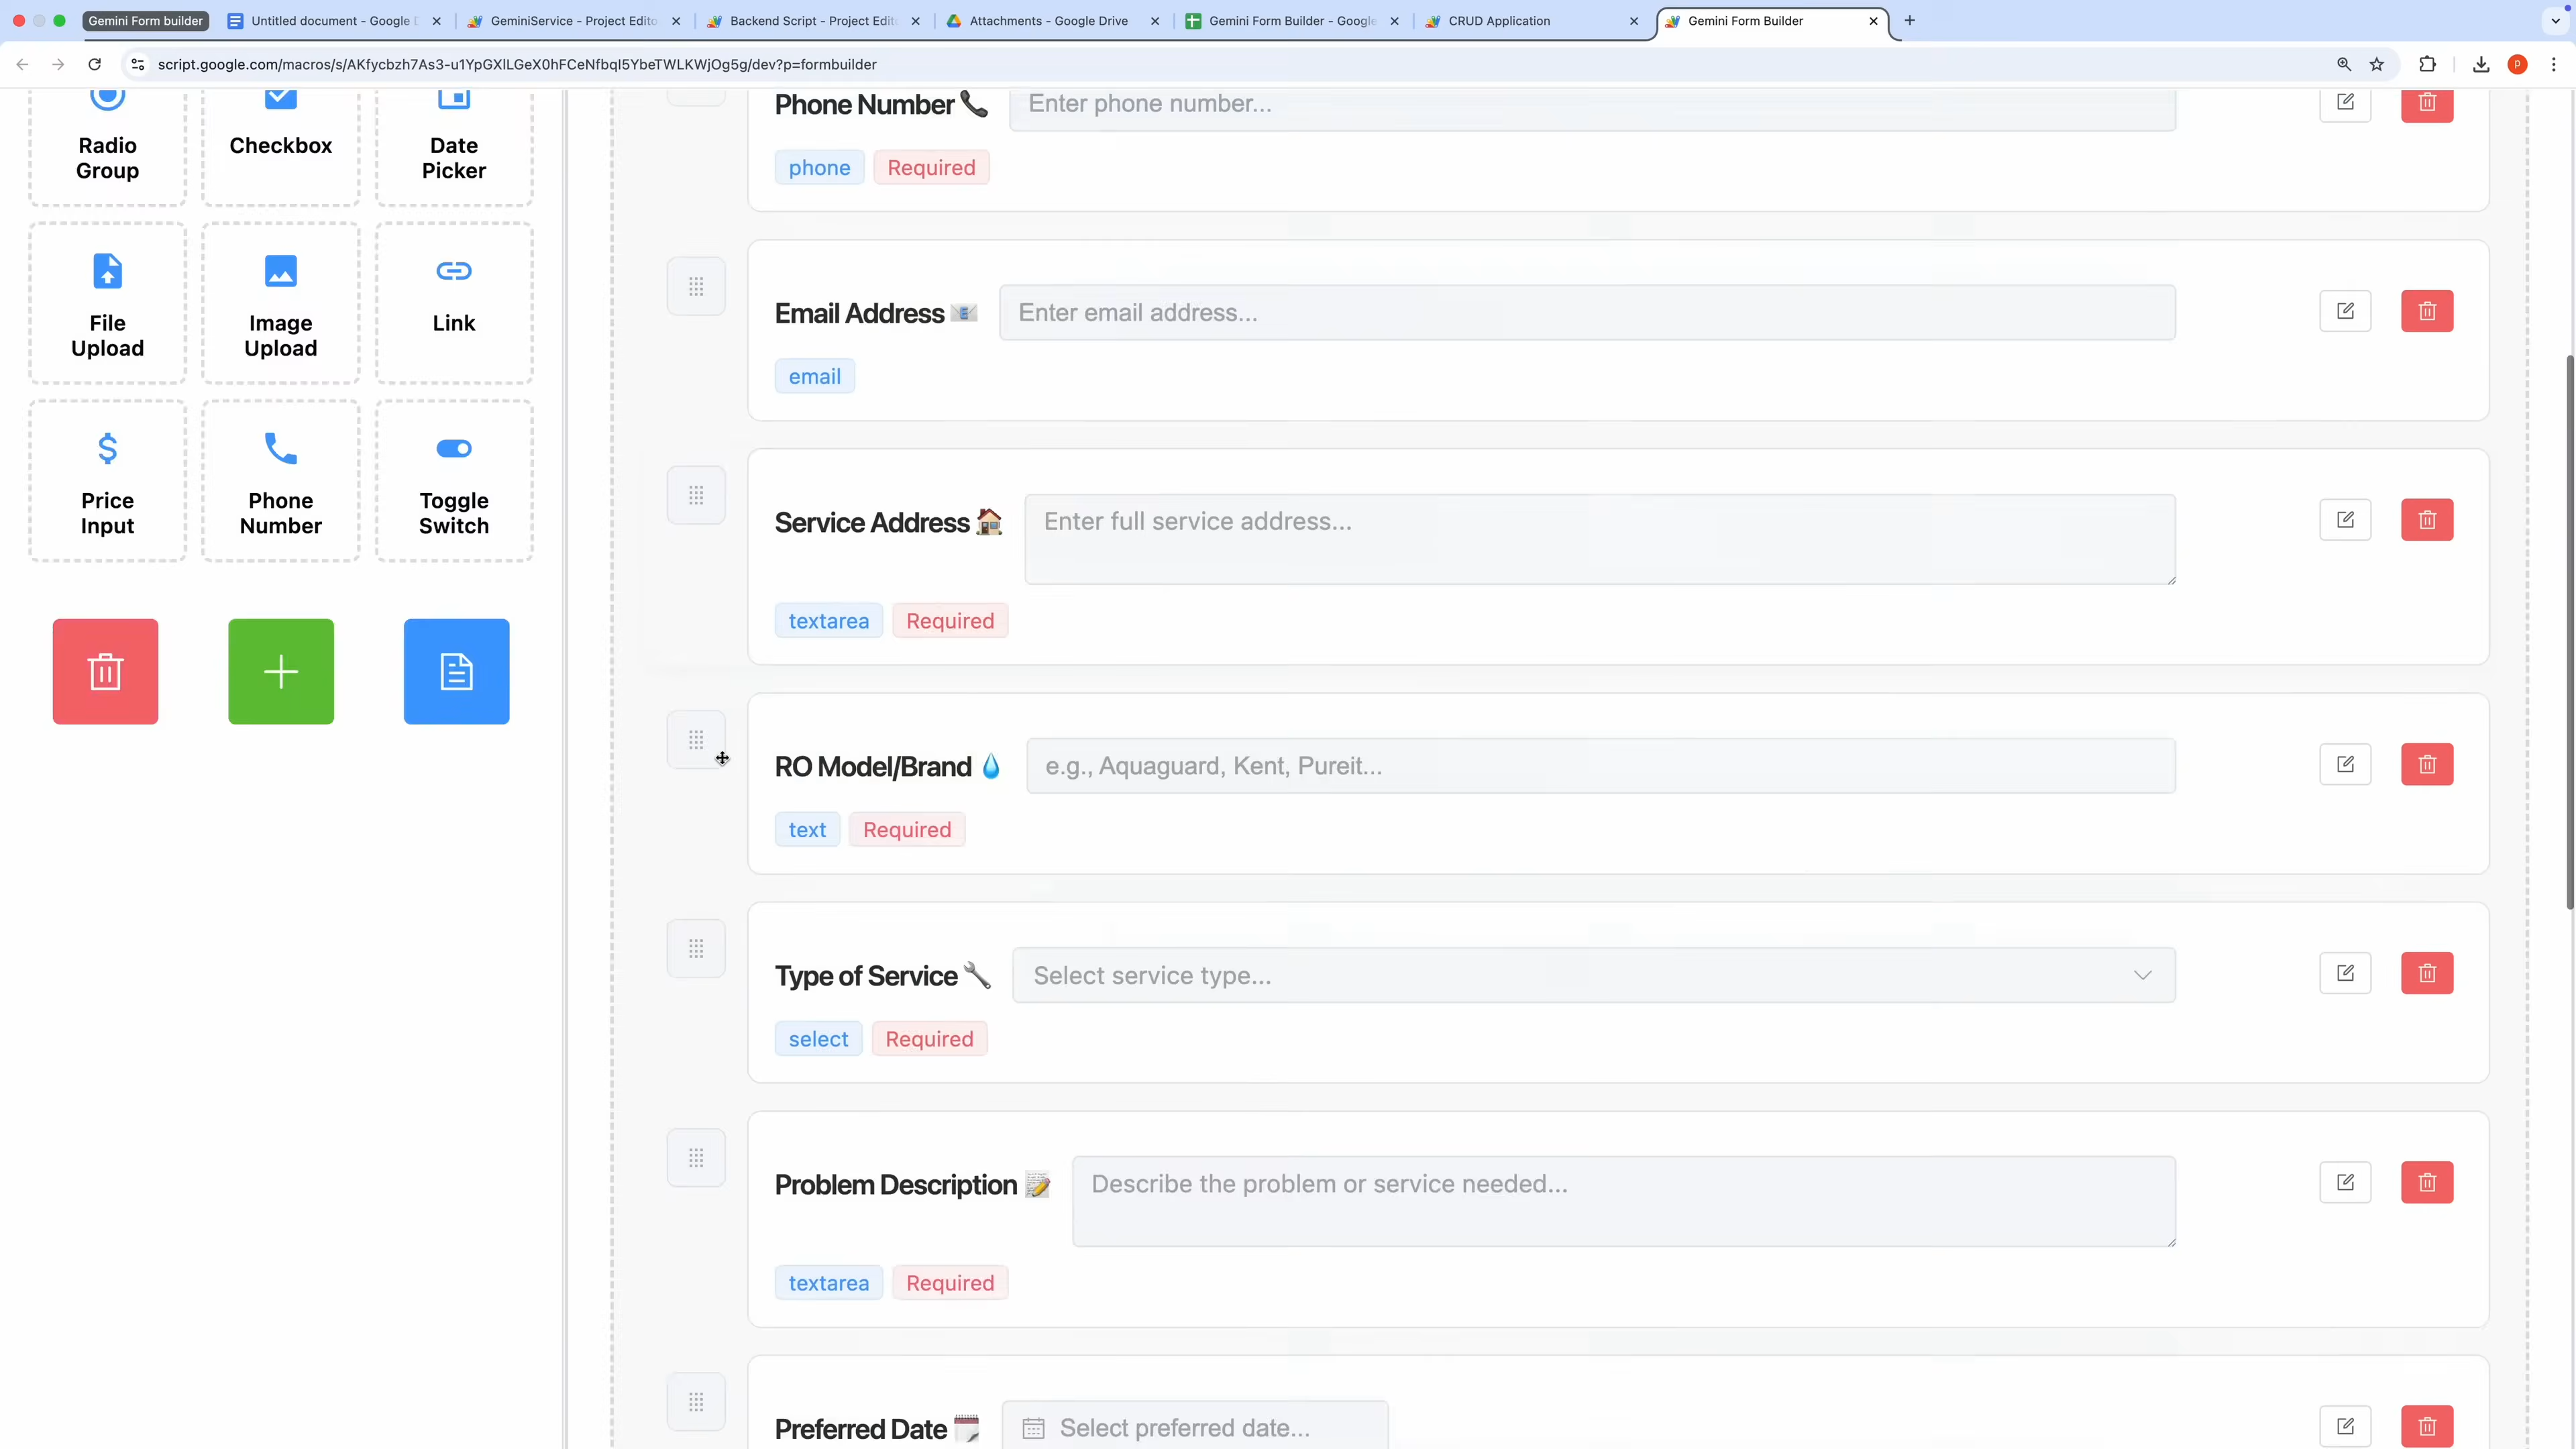 Gemini Form builder
Untitled document - Google D
GeminiService - Project Edito
Backend Script - Project Edit
Attachments - Google Drive
Gemini Form Builder - Google
CRUD Application
Gemini Form Builder
script.google.com/macros/s/AKfycbzh7As3-u1YpGXlLGeX0hFCeNfbqI5YbeTWLKWjOg5g/dev?p=formbuilder
P
Radio
Group
Checkbox
Date
Picker
File
Upload
Image
Upload
Link
Price
Input
Phone
Number
Toggle
Switch
Phone Number 📞 Enter phone number...
phone Required
Email Address 📧 Enter email address...
email
Service Address 🏠 Enter full service address...
textarea Required
RO Model/Brand 💧 e.g., Aquaguard, Kent, Pureit...
text Required
Type of Service 🔧 Select service type...
select Required
Problem Description 📝 Describe the problem or service needed...
textarea Required
Preferred Date 🗓️ Select preferred date...